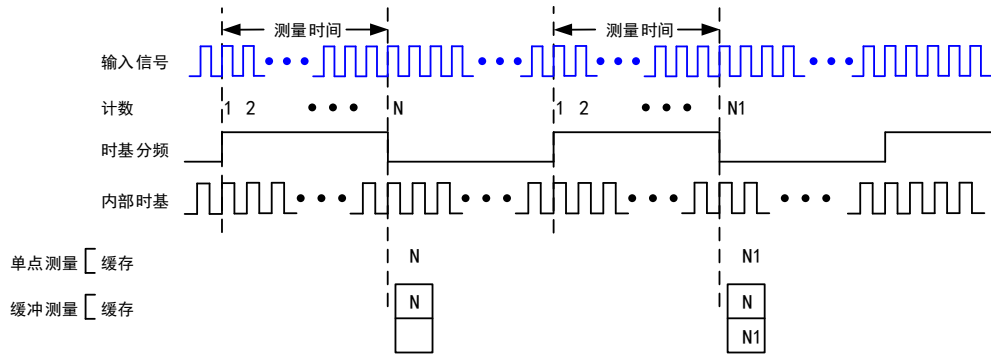 测量时间 测量时间
输入信号
计数 1 2 N 1 2 N1
时基分频
内部时基
单点测量 缓存 N N1
缓冲测量 缓存 N N
N1